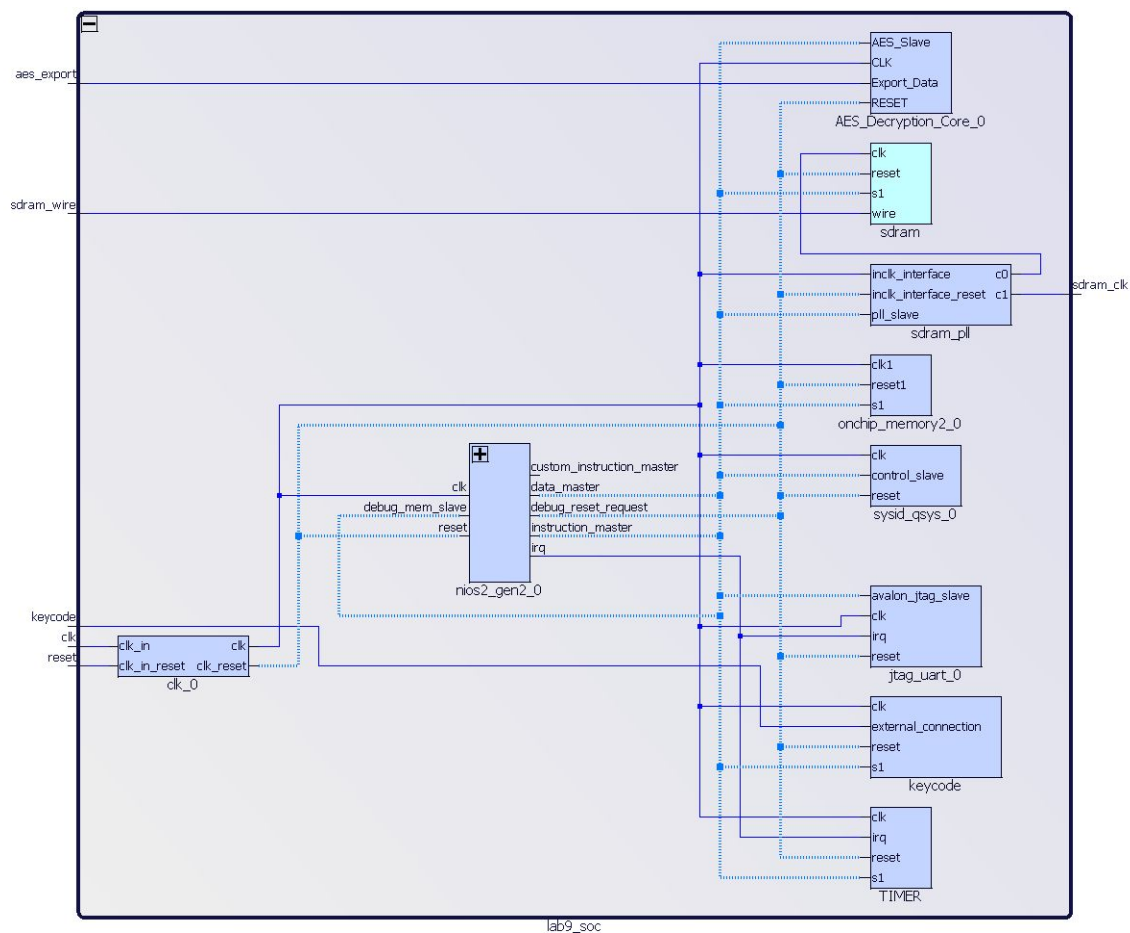 AES_Slave
CLK
aes_export
Export_Data
RESET
AES_Decryption_Core_0
clk
reset
s1
sdram_wire
wire
sdram
inclk_interface
c0
sdram_clk
inclk_interface_reset
c1
pll_slave
sdram_pll
clk1
reset1
s1
onchip_memory2_0
clk
control_slave
reset
sysid_qsys_0
custom_instruction_master
clk
data_master
debug_mem_slave
debug_reset_request
reset
instruction_master
irq
nios2_gen2_0
avalon_jtag_slave
clk
irq
reset
jtag_uart_0
keycode
clk
reset
clk_in
clk
clk_in_reset
clk_reset
clk_0
clk
external_connection
reset
s1
keycode
clk
irq
reset
s1
TIMER
lab9_soc